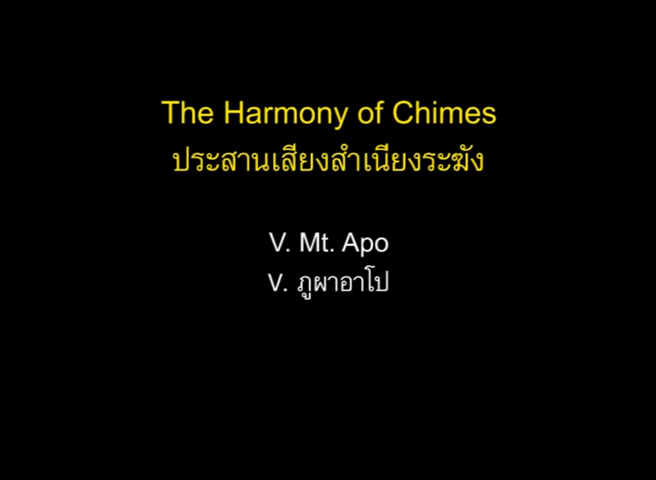 The Harmony of Chimes
ประสานเสียงสำเนียงระฆัง
V. Mt. Apo
V. ภูผาอาโป